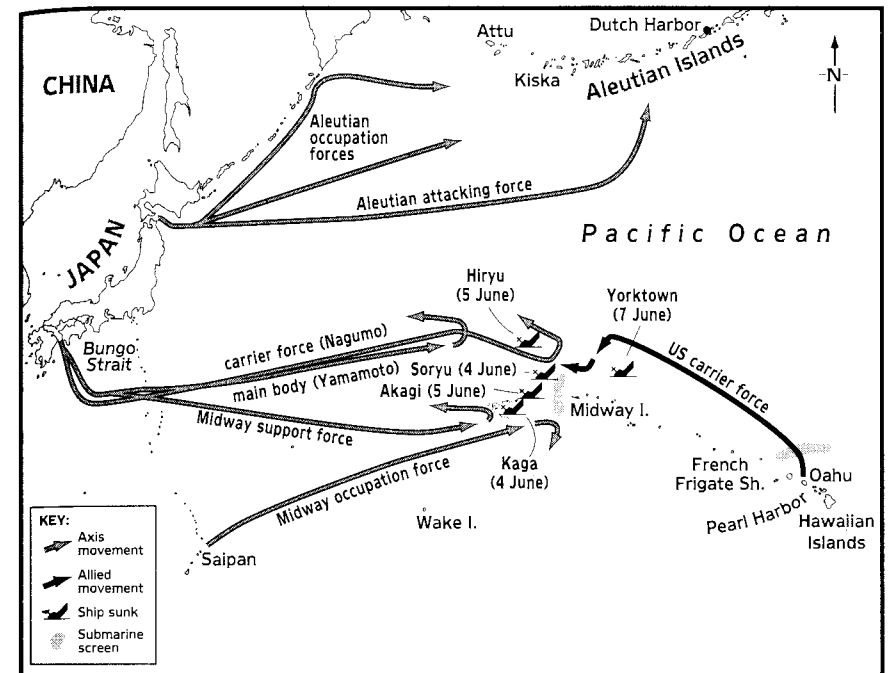 Attu
Dutch Harbor
Kiska
Aleutian Islands
CHINA
-N-
Aleutian
occupation
forces
Aleutian attacking force
JAPAN
Pacific Ocean
Hiryu
(5 June)
Yorktown
(7 June)
Bungo
Strait
carrier force (Nagumo)
main body (Yamamoto)
Soryu (4 June)
Akagi (5 June)
US carrier force
Midway I.
Midway support force
Kaga
(4 June)
Midway occupation force
French
Frigate Sh.
Oahu
Pearl Harbor
Hawaiian
Islands
Wake I.
Saipan
KEY:
Axis
movement
Allied
movement
Ship sunk
Submarine
screen